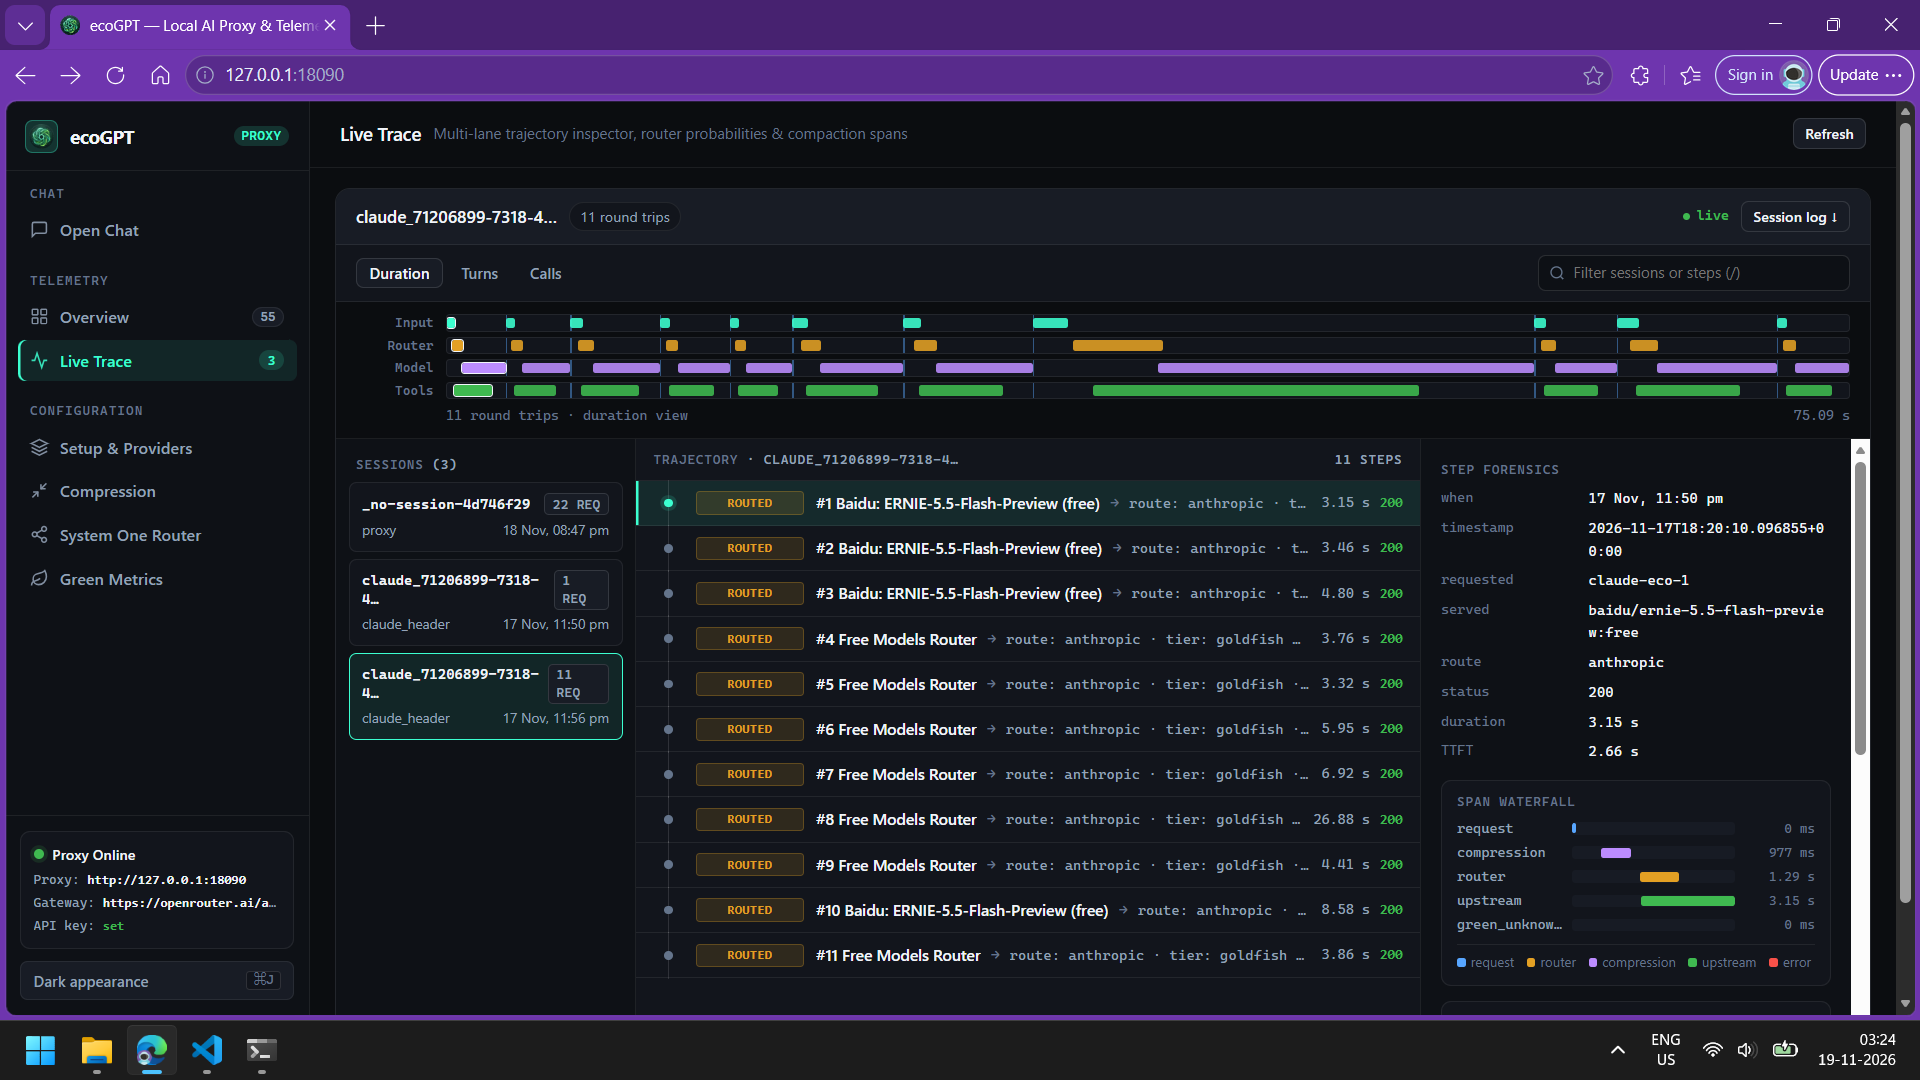 ecoGPT — Local AI Proxy & Telem
127.0.0.1:18090
Sign in
Update
ecoGPT
PROXY
CHAT
Open Chat
TELEMETRY
Overview 55
Live Trace 3
CONFIGURATION
Setup & Providers
Compression
System One Router
Green Metrics
Proxy Online
Proxy: http://127.0.0.1:18090
Gateway: https://openrouter.ai/a…
API key: set
Dark appearance ⌘J
Live Trace Multi-lane trajectory inspector, router probabilities & compaction spans
Refresh
claude_71206899-7318-4… 11 round trips
live
Session log ↓
Duration Turns Calls
Filter sessions or steps (/)
Input
Router
Model
Tools
11 round trips · duration view 75.09 s
SESSIONS (3)
_no-session-4d746f29 22 REQ
proxy 18 Nov, 08:47 pm
claude_71206899-7318-
4…
1
REQ
claude_header 17 Nov, 11:50 pm
claude_71206899-7318-
4…
11
REQ
claude_header 17 Nov, 11:56 pm
TRAJECTORY · CLAUDE_71206899-7318-4… 11 STEPS
ROUTED #1 Baidu: ERNIE-5.5-Flash-Preview (free) → route: anthropic · t… 3.15 s 200
ROUTED #2 Baidu: ERNIE-5.5-Flash-Preview (free) → route: anthropic · t… 3.46 s 200
ROUTED #3 Baidu: ERNIE-5.5-Flash-Preview (free) → route: anthropic · t… 4.80 s 200
ROUTED #4 Free Models Router → route: anthropic · tier: goldfish … 3.76 s 200
ROUTED #5 Free Models Router → route: anthropic · tier: goldfish ·… 3.32 s 200
ROUTED #6 Free Models Router → route: anthropic · tier: goldfish ·… 5.95 s 200
ROUTED #7 Free Models Router → route: anthropic · tier: goldfish ·… 6.92 s 200
ROUTED #8 Free Models Router → route: anthropic · tier: goldfish … 26.88 s 200
ROUTED #9 Free Models Router → route: anthropic · tier: goldfish ·… 4.41 s 200
ROUTED #10 Baidu: ERNIE-5.5-Flash-Preview (free) → route: anthropic · … 8.58 s 200
ROUTED #11 Free Models Router → route: anthropic · tier: goldfish … 3.86 s 200
STEP FORENSICS
when 17 Nov, 11:50 pm
timestamp 2026-11-17T18:20:10.096855+0
0:00
requested claude-eco-1
served baidu/ernie-5.5-flash-previe
w:free
route anthropic
status 200
duration 3.15 s
TTFT 2.66 s
SPAN WATERFALL
request 0 ms
compression 977 ms
router 1.29 s
upstream 3.15 s
green_unknow… 0 ms
request router compression upstream error
ENG
US
03:24
19-11-2026